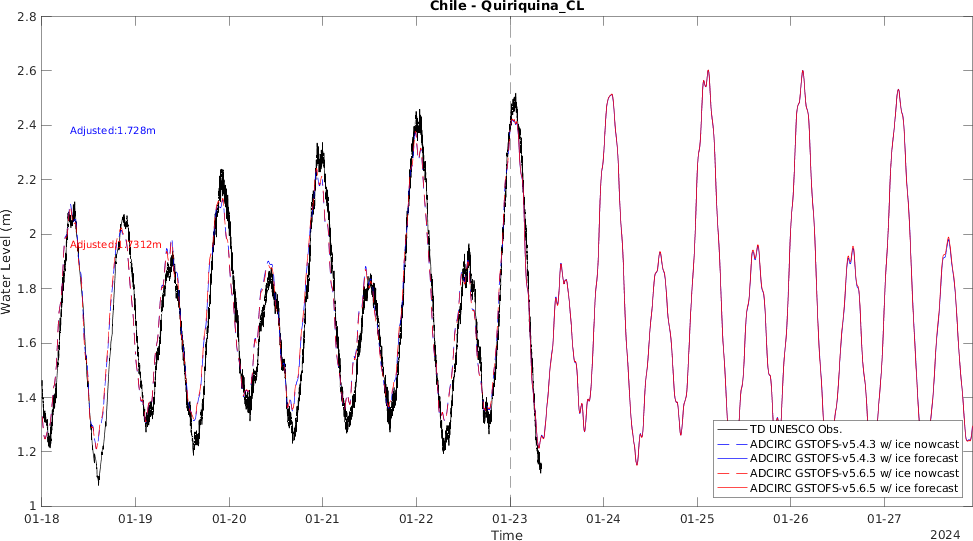 Chile - Quiriquina_CL
2.8
2.6
2.4
2.2
2
1.8
1.6
1.4
1.2
1
Water Level (m)
Adjusted:1.728m
Adjusted:1.7312m
TD UNESCO Obs.
ADCIRC GSTOFS-v5.4.3 w/ ice nowcast
ADCIRC GSTOFS-v5.4.3 w/ ice forecast
ADCIRC GSTOFS-v5.6.5 w/ ice nowcast
ADCIRC GSTOFS-v5.6.5 w/ ice forecast
01-18 01-19 01-20 01-21 01-22 01-23 01-24 01-25 01-26 01-27
Time
2024